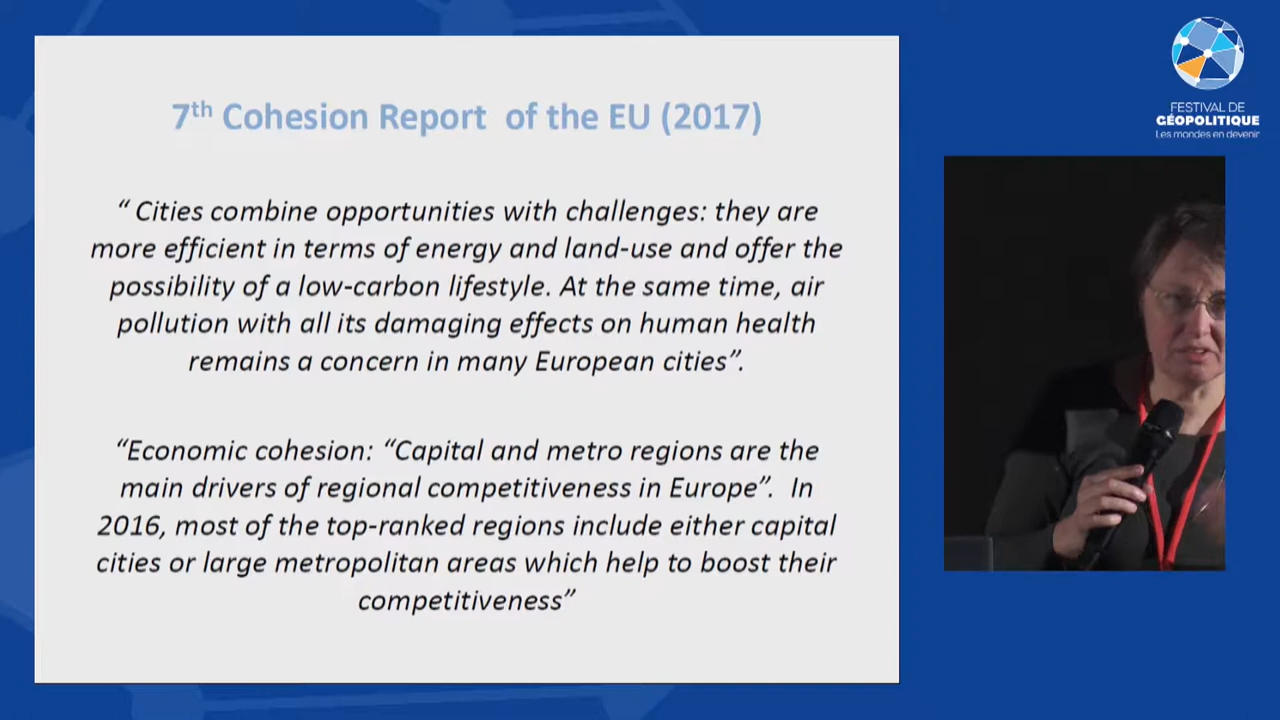 7th Cohesion Report of the EU (2017)
“ Cities combine opportunities with challenges: they are
more efficient in terms of energy and land-use and offer the
possibility of a low-carbon lifestyle. At the same time, air
pollution with all its damaging effects on human health
remains a concern in many European cities”.
“Economic cohesion: “Capital and metro regions are the
main drivers of regional competitiveness in Europe”. In
2016, most of the top-ranked regions include either capital
cities or large metropolitan areas which help to boost their
competitiveness”
FESTIVAL DE
GÉOPOLITIQUE
Les mondes en devenir